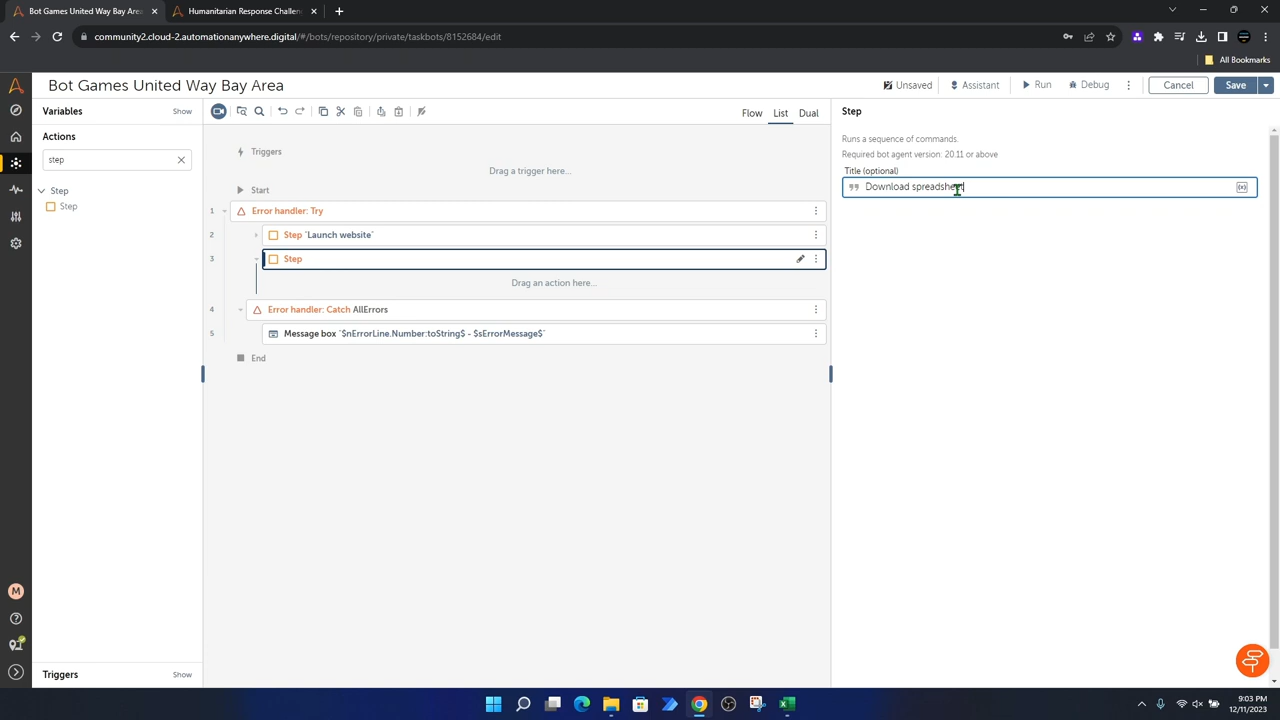 Bot Games United Way Bay Area
Humanitarian Response Challen
community2.cloud-2.automationanywhere.digital/#/bots/repository/private/taskbots/8152684/edit
All Bookmarks
Bot Games United Way Bay Area
Unsaved
Assistant
Run
Debug
Cancel
Save
Variables
Show
Flow
List
Dual
Step
Actions
step
Step
Step
Triggers
Drag a trigger here...
Start
1
Error handler: Try
2
Step "Launch website"
3
Step
Drag an action here...
4
Error handler: Catch AllErrors
5
Message box "$nErrorLine.Number:toString$ - $sErrorMessage$"
End
Runs a sequence of commands.
Required bot agent version: 20.11 or above
Title (optional)
Download spreadsheet
(x)
M
Triggers
Show
9:03 PM
12/11/2023